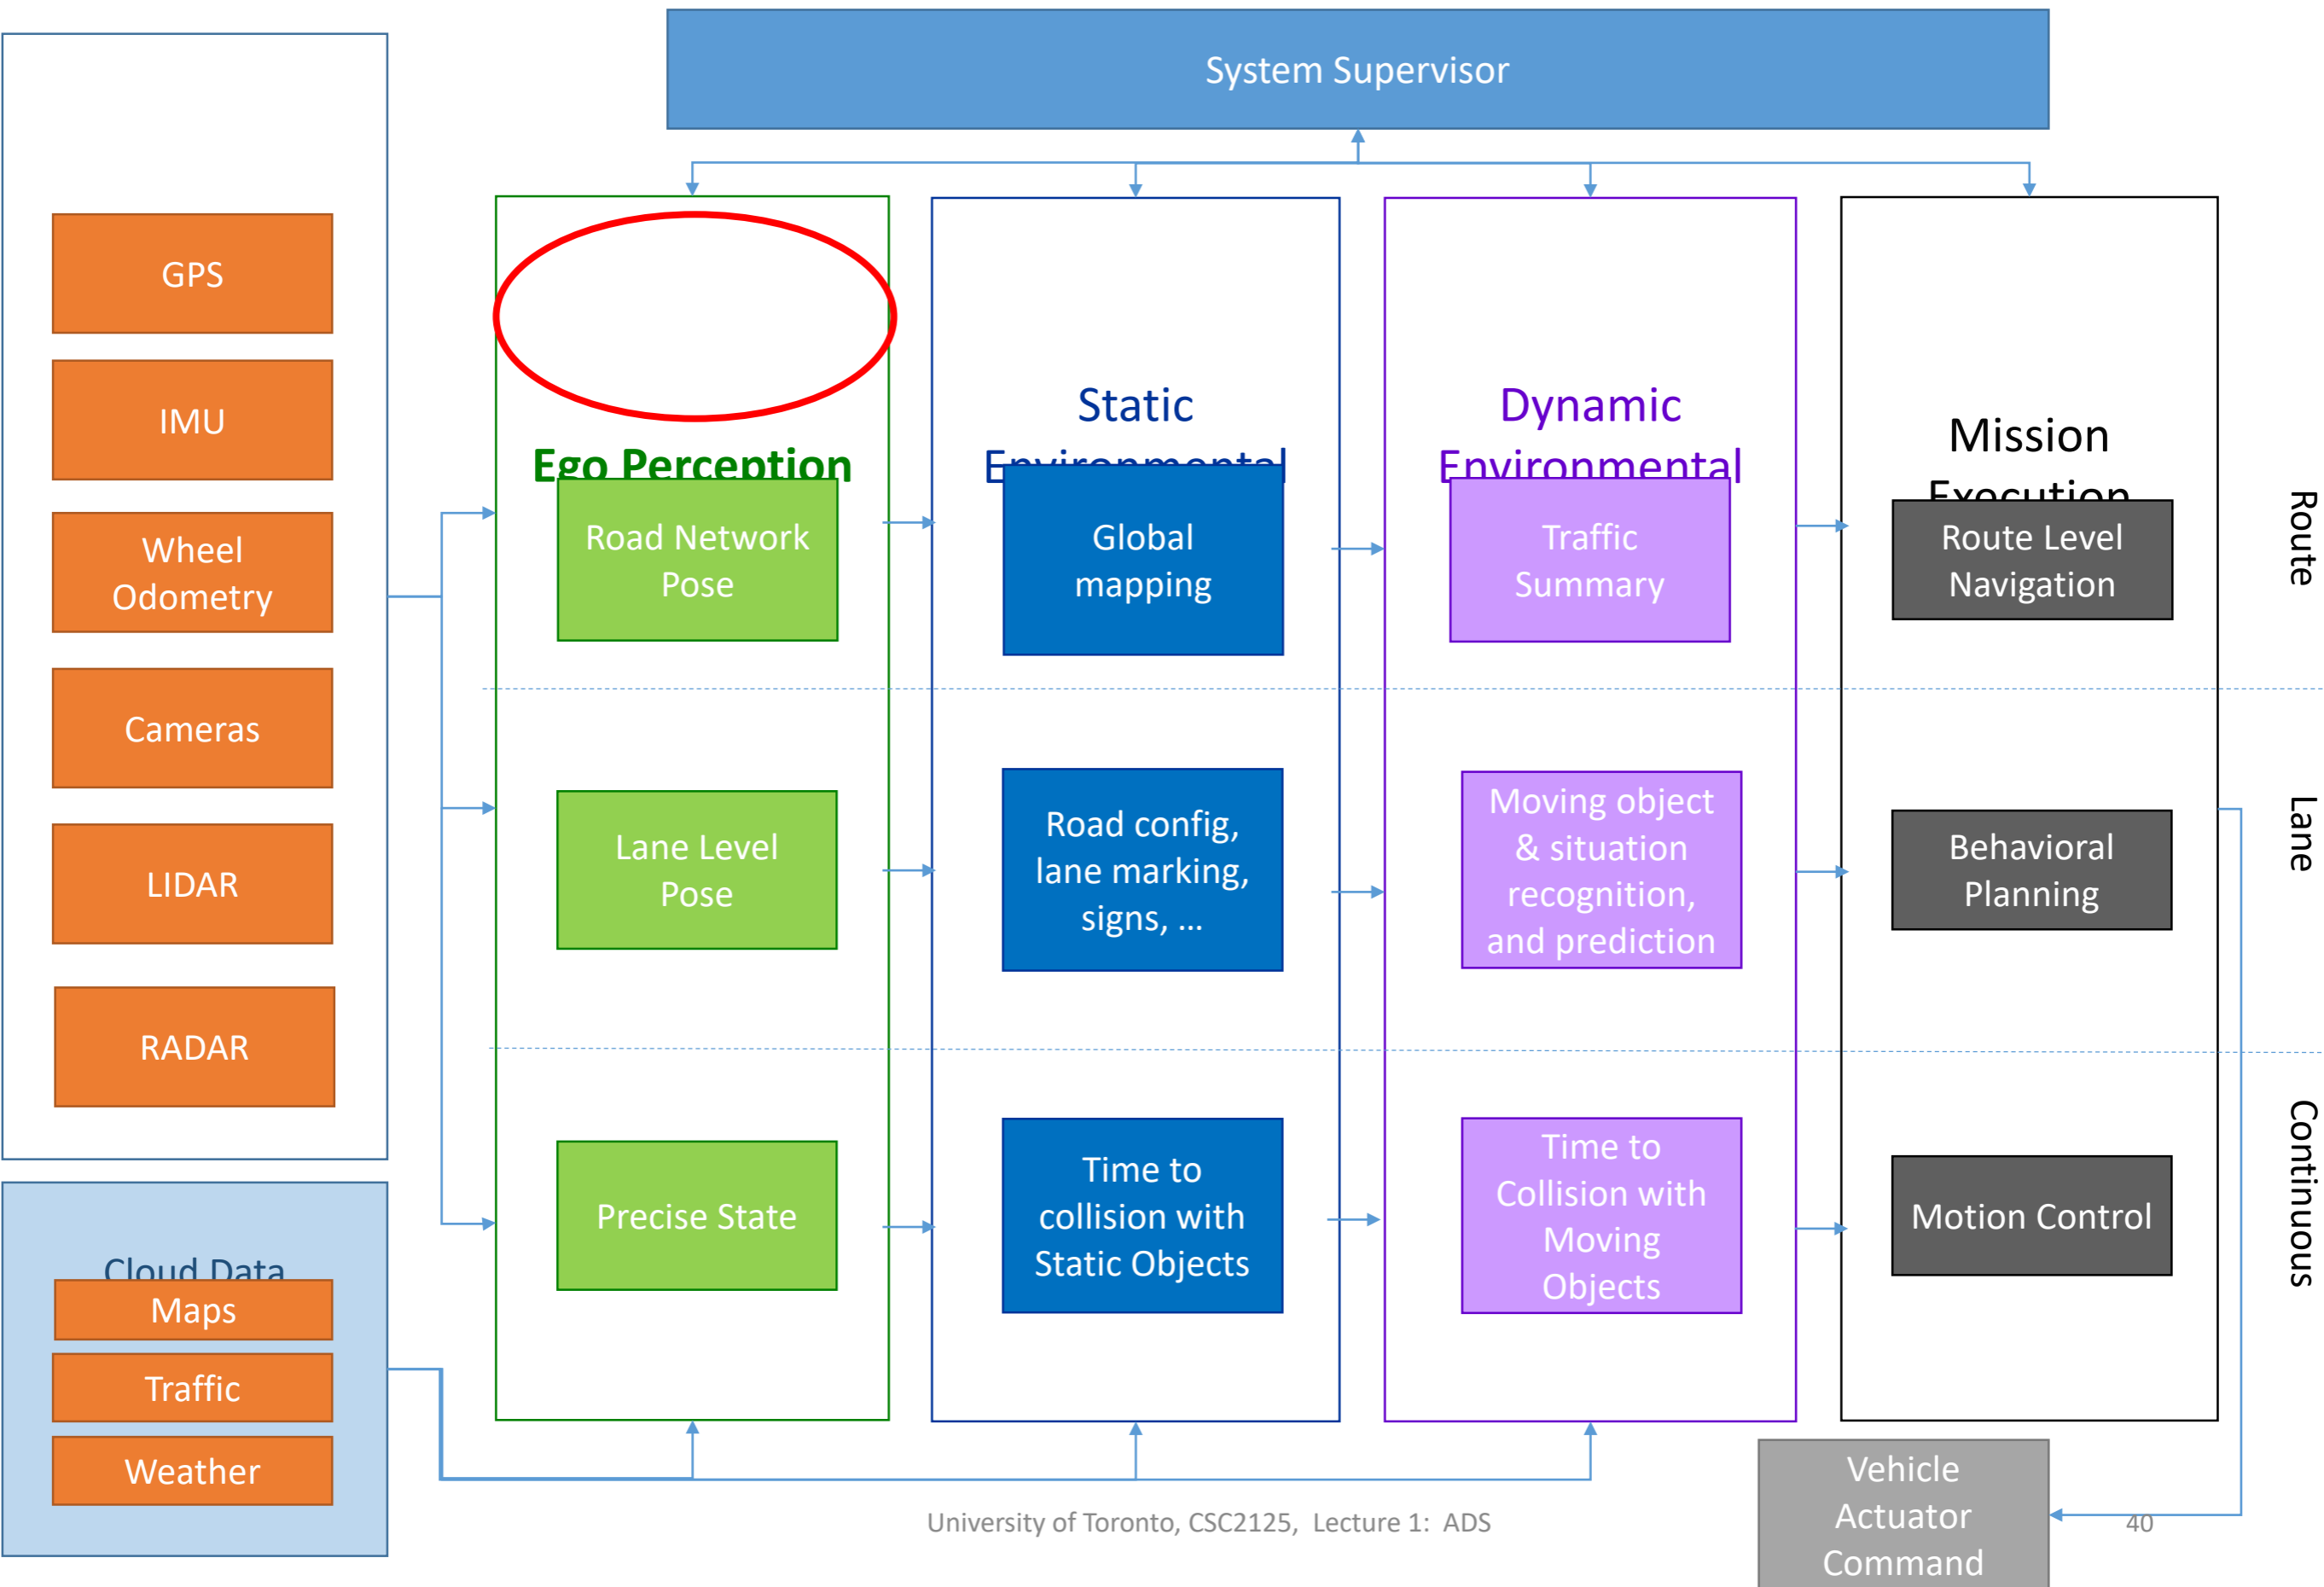 System Supervisor
GPS
IMU
Wheel
Odometry
Cameras
LIDAR
RADAR
Cloud Data
Maps
Traffic
Weather
Ego Perception
Road Network
Pose
Lane Level
Pose
Precise State
Static
Environmental
Global
mapping
Road config,
lane marking,
signs, ...
Time to
collision with
Static Objects
Dynamic
Environmental
Traffic
Summary
Moving object
& situation
recognition,
and prediction
Time to
Collision with
Moving
Objects
Mission
Execution
Route Level
Navigation
Behavioral
Planning
Motion Control
Route
Lane
Continuous
Vehicle
Actuator
Command
University of Toronto, CSC2125, Lecture 1: ADS
40